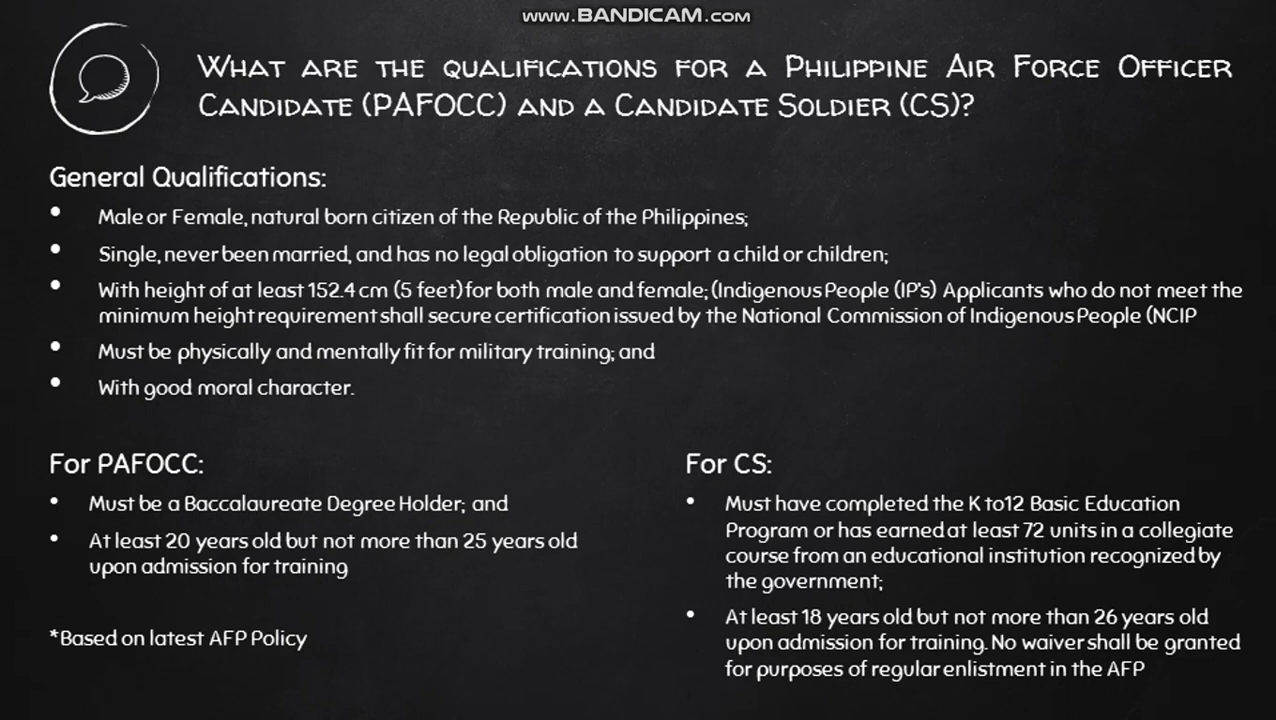 www.BANDICAM.com
What are the qualifications for a Philippine Air Force Officer
Candidate (PAFOCC) and a Candidate Soldier (CS)?
General Qualifications:
• Male or Female, natural born citizen of the Republic of the Philippines;
• Single, never been married, and has no legal obligation to support a child or children;
• With height of at least 152.4 cm (5 feet) for both male and female; (Indigenous People (IP's) Applicants who do not meet the
minimum height requirement shall secure certification issued by the National Commission of Indigenous People (NCIP
• Must be physically and mentally fit for military training; and
• With good moral character.
For PAFOCC:
• Must be a Baccalaureate Degree Holder; and
• At least 20 years old but not more than 25 years old
upon admission for training
*Based on latest AFP Policy
For CS:
• Must have completed the K to12 Basic Education
Program or has earned at least 72 units in a collegiate
course from an educational institution recognized by
the government;
• At least 18 years old but not more than 26 years old
upon admission for training. No waiver shall be granted
for purposes of regular enlistment in the AFP